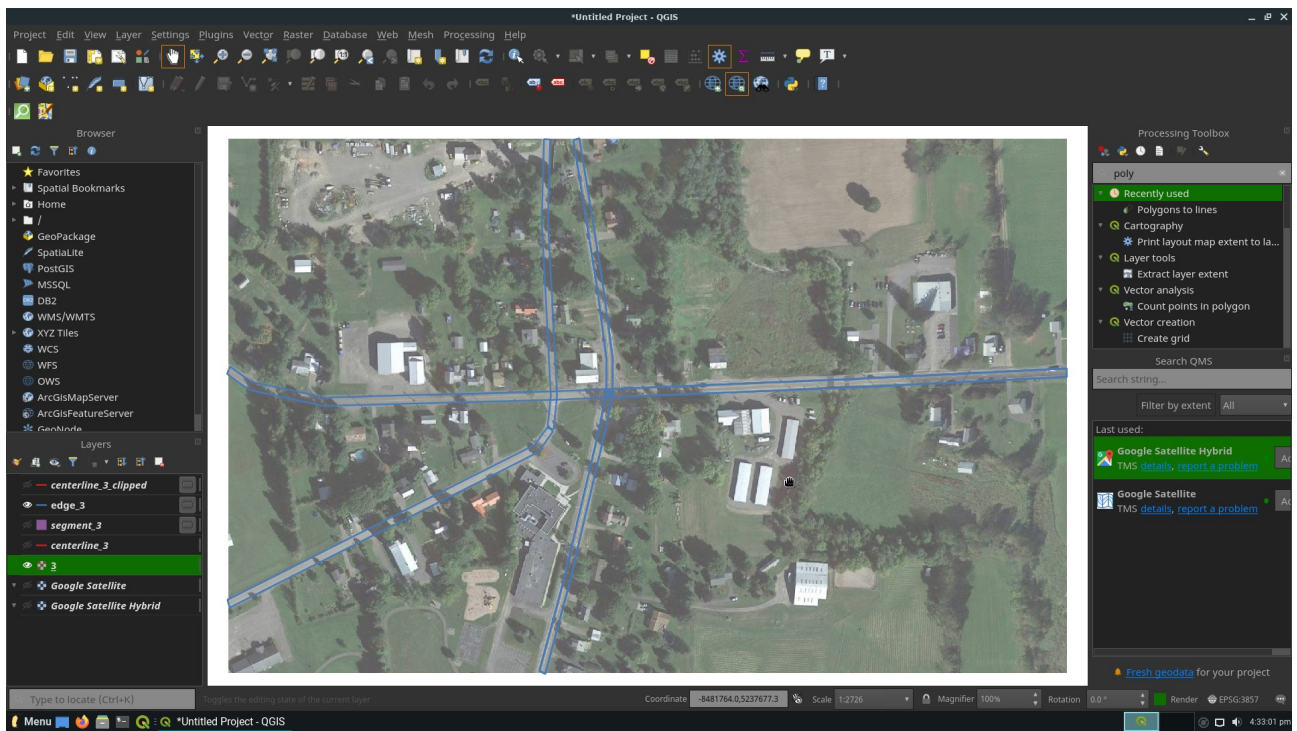 *Untitled Project - QGIS
Project Edit View Layer Settings Plugins Vector Raster Database Web Mesh Processing Help
Browser
Favorites
Spatial Bookmarks
Home
/
GeoPackage
SpatiaLite
PostGIS
MSSQL
DB2
WMS/WMTS
XYZ Tiles
WCS
WFS
OWS
ArcGisMapServer
ArcGisFeatureServer
GeoNode
Layers
centerline_3_clipped
edge_3
segment_3
centerline_3
3
Google Satellite
Google Satellite Hybrid
Processing Toolbox
poly
Recently used
Polygons to lines
Cartography
Print layout map extent to la...
Layer tools
Extract layer extent
Vector analysis
Count points in polygon
Vector creation
Create grid
Search QMS
Search string...
Filter by extent All
Last used:
Google Satellite Hybrid
TMS details, report a problem
Google Satellite
TMS details, report a problem
Fresh geodata for your project
Type to locate (Ctrl+K) Toggles the editing state of the current layer Coordinate -8481764.0,5237677.3 Scale 1:2726 Magnifier 100% Rotation 0.0 ° Render EPSG:3857
Menu *Untitled Project - QGIS 4:33:01 pm